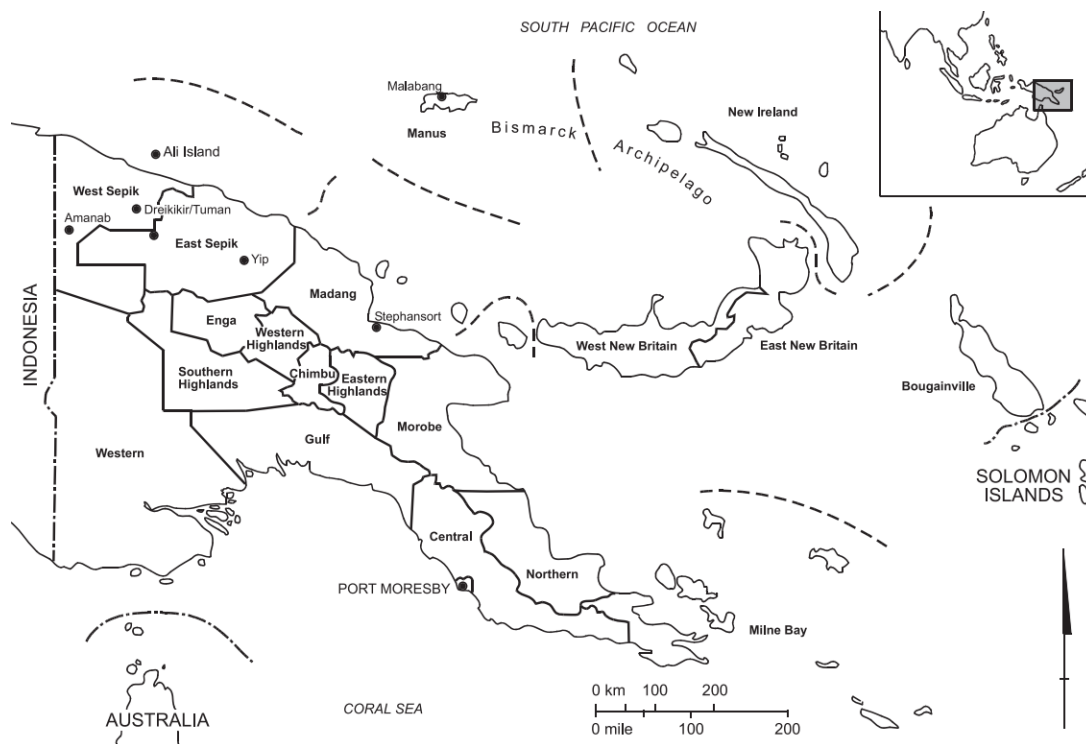 SOUTH PACIFIC OCEAN
Malabang
Manus
Bismarck
Archipelago
New Ireland
Ali Island
West Sepik
Dreikikir/Tuman
Amanab
East Sepik
Yip
Madang
Stephansort
INDONESIA
Enga
Western
Highlands
Southern
Highlands
Chimbu
Eastern
Highlands
West New Britain
East New Britain
Bougainville
Morobe
Gulf
Western
SOLOMON
ISLANDS
Central
Northern
PORT MORESBY
Milne Bay
0 km 100 200
0 mile 100 200
CORAL SEA
AUSTRALIA